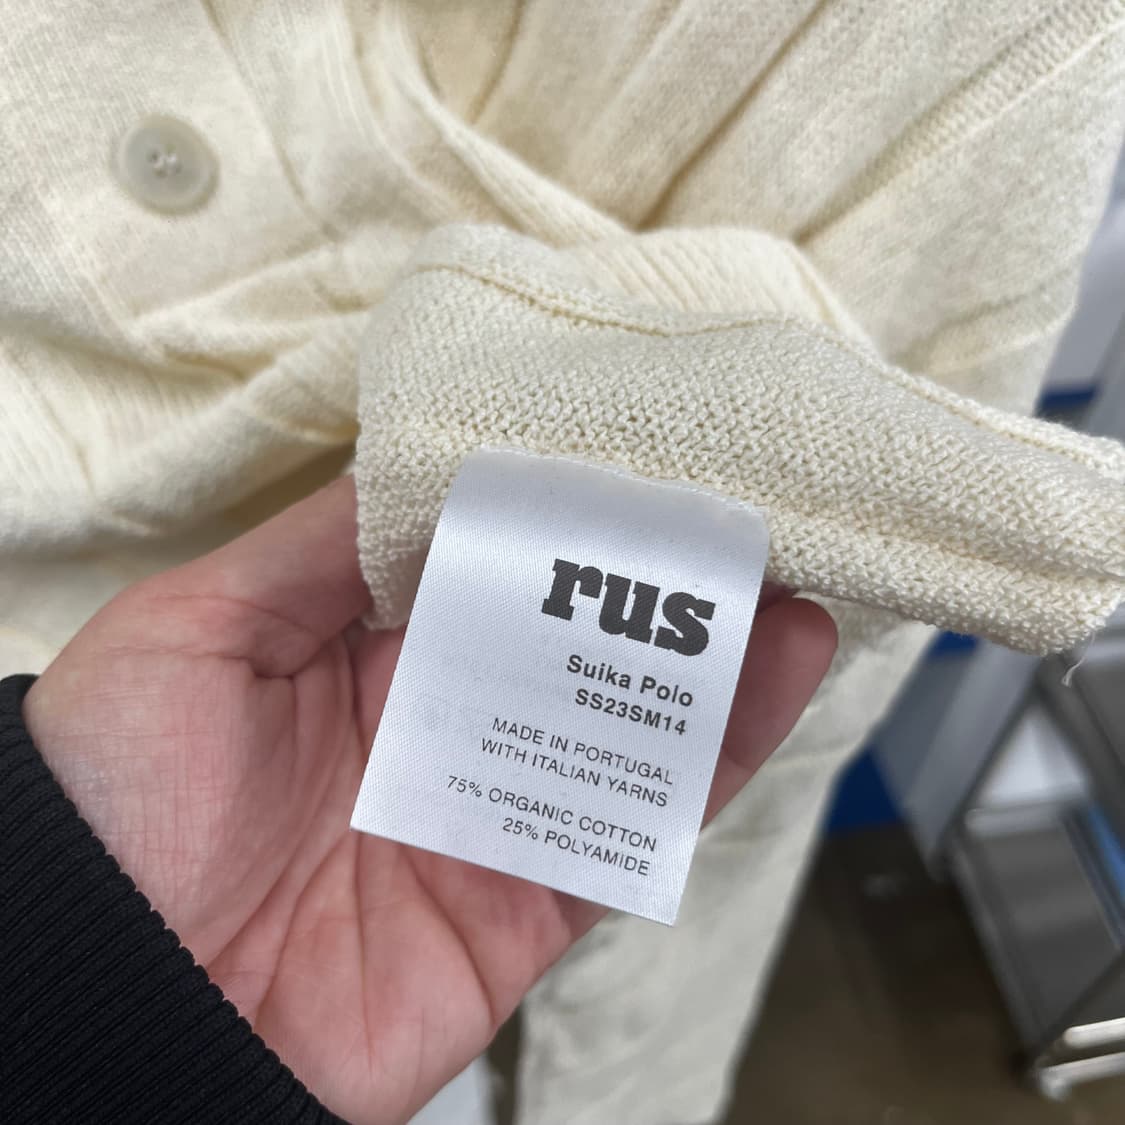 rus
Suika Polo
SS23SM14
MADE IN PORTUGAL
WITH ITALIAN YARNS
75% ORGANIC COTTON
25% POLYAMIDE